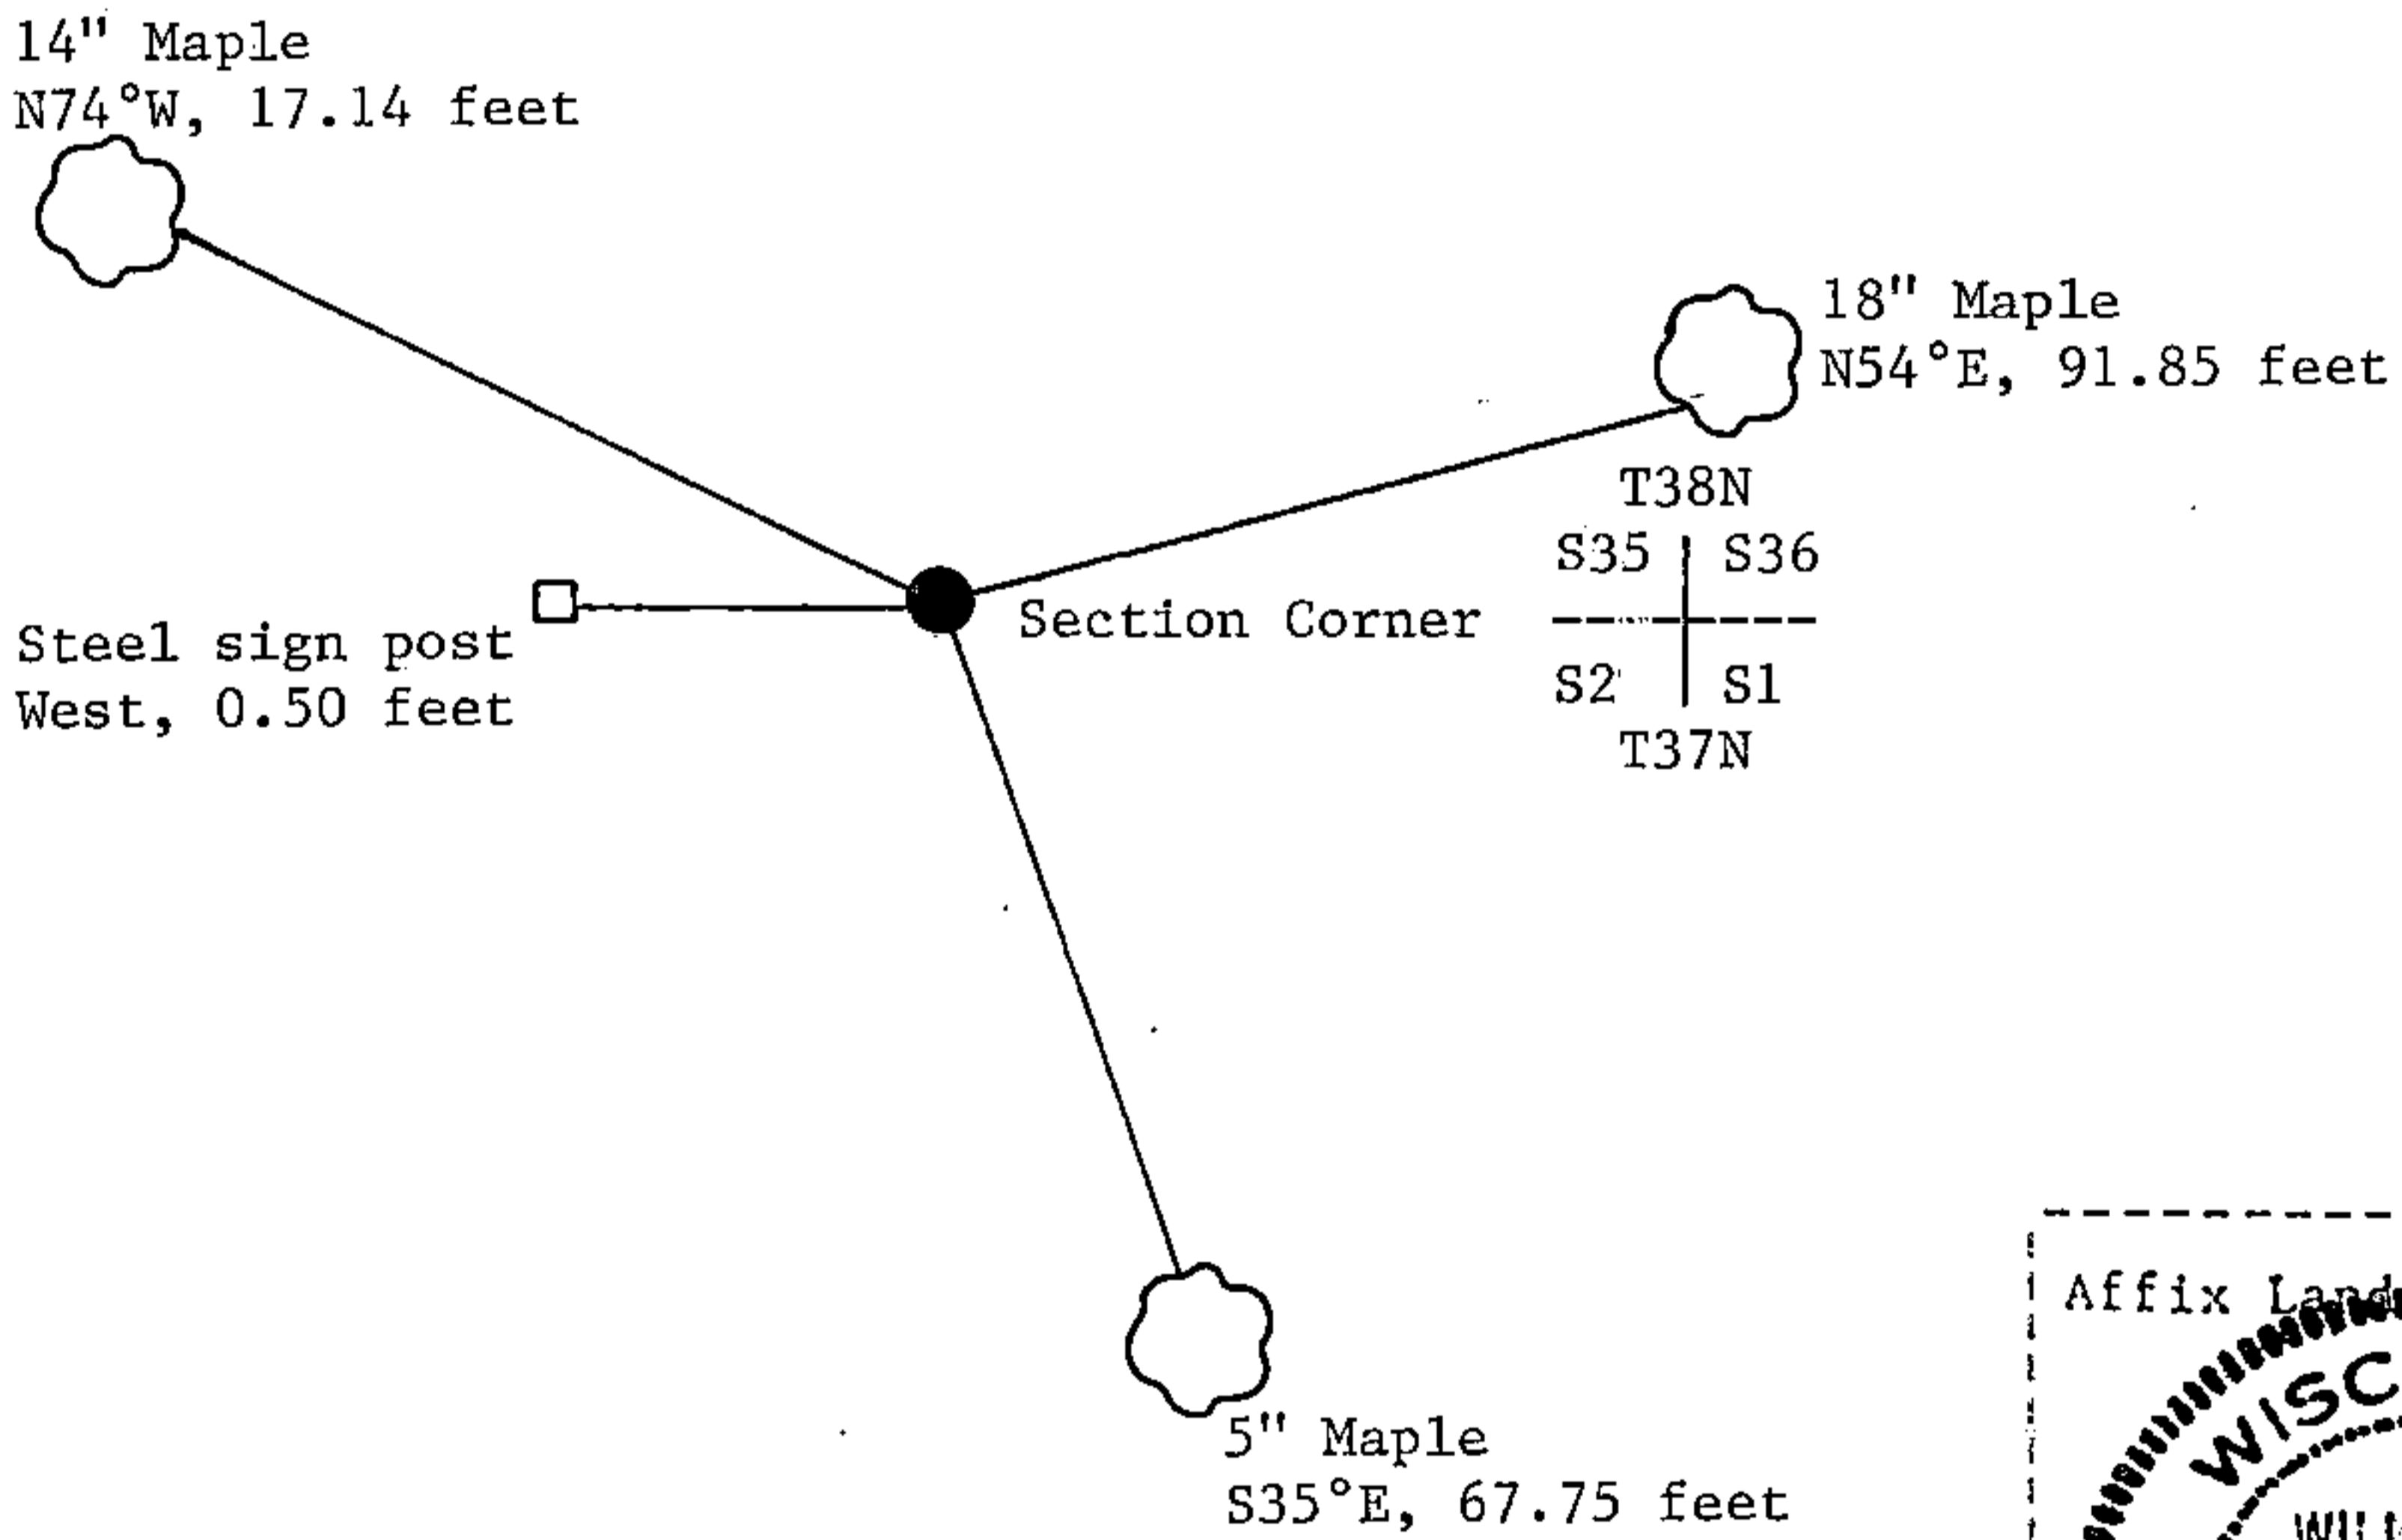 14" Maple
N74°W, 17.14 feet
18" Maple
N54°E, 91.85 feet
T38N
S35 S36
Section Corner
S2 S1
T37N
Steel sign post
West, 0.50 feet
5" Maple
S35°E, 67.75 feet
Affix Land
WISC